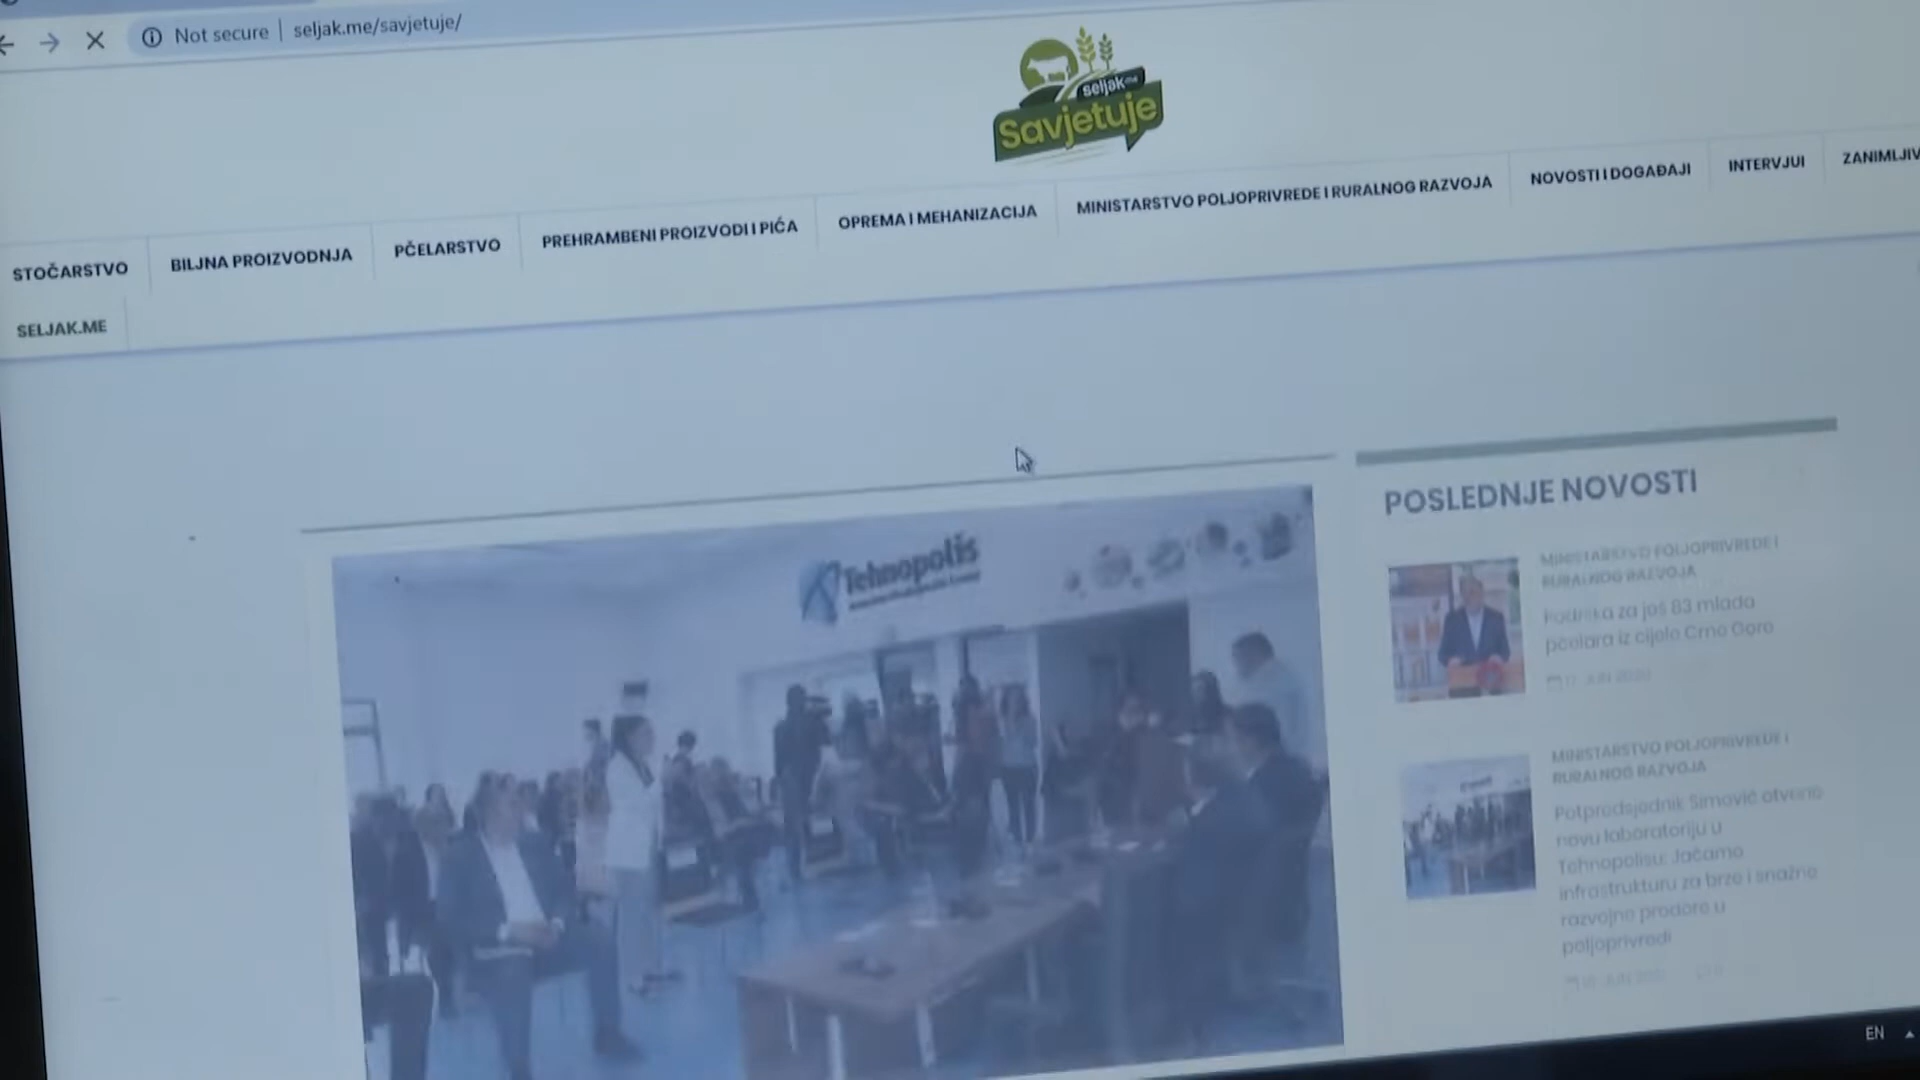 Not secure | seljak.me/savjetuje/
seljak.me
Savjetuje
STOČARSTVO
BILJNA PROIZVODNJA
PČELARSTVO
PREHRAMBENI PROIZVODI I PIĆA
OPREMA I MEHANIZACIJA
MINISTARSTVO POLJOPRIVREDE I RURALNOG RAZVOJA
NOVOSTI I DOGAĐAJI
INTERVJUI
ZANIMLJIV
SELJAK.ME
Tehnopolis
POSLEDNJE NOVOSTI
MINISTARSTVO POLJOPRIVREDE I
RURALNOG RAZVOJA
Podrška za još 83 mlada
pčelara iz cijele Crne Gore
MINISTARSTVO POLJOPRIVREDE I
RURALNOG RAZVOJA
Potpredsjednik Simović otvorio
novu laboratoriju u
Tehnopolisu: Jačamo
infrastrukturu za brze i snažne
razvojne prodore u
poljoprivredi
EN